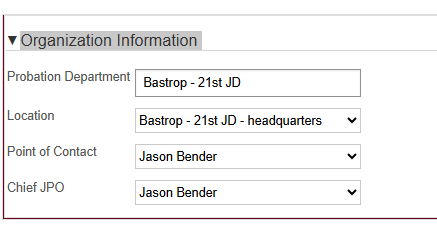 ▼ Organization Information
Probation Department Bastrop - 21st JD
Location Bastrop - 21st JD - headquarters
Point of Contact Jason Bender
Chief JPO Jason Bender